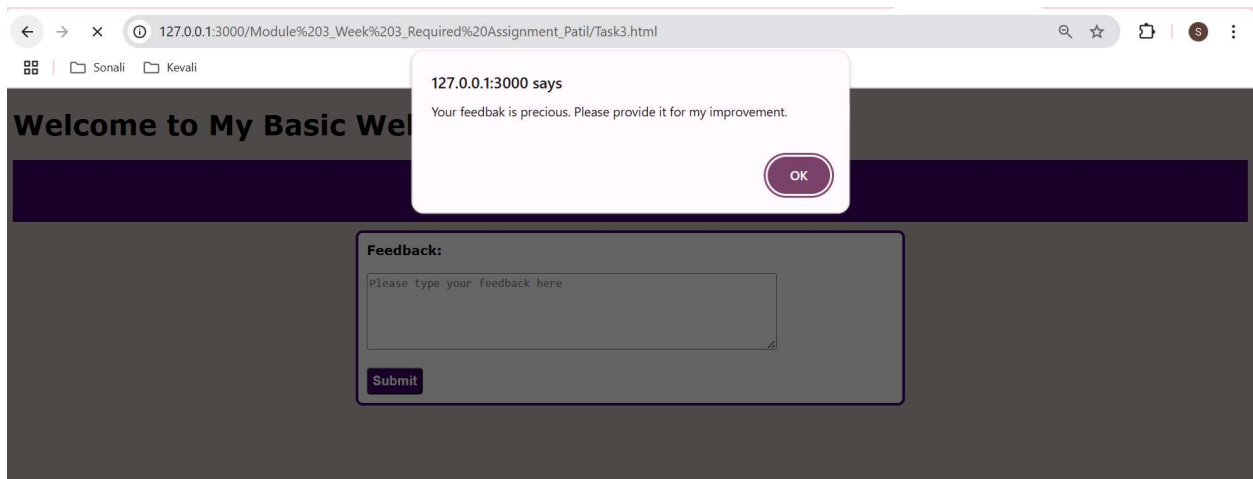 127.0.0.1:3000/Module%203_Week%203_Required%20Assignment_Patil/Task3.html
S
Sonali
Kevali
127.0.0.1:3000 says
Your feedbak is precious. Please provide it for my improvement.
OK
Welcome to My Basic We
Feedback:
Please type your feedback here
Submit